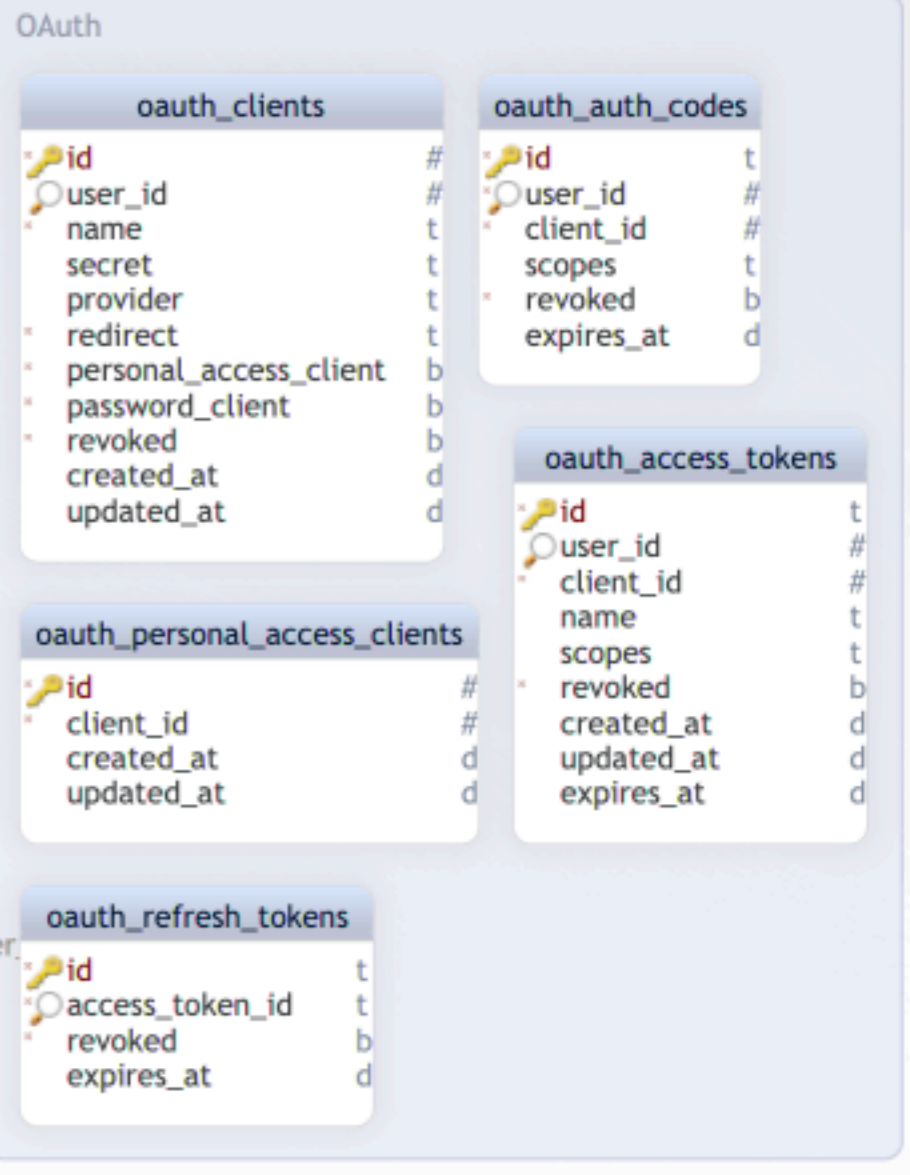 OAuth
oauth_clients
* id #
user_id #
* name t
secret t
provider t
* redirect t
* personal_access_client b
* password_client b
* revoked b
created_at d
updated_at d
oauth_auth_codes
* id t
* user_id #
* client_id #
scopes t
* revoked b
expires_at d
oauth_access_tokens
* id t
user_id #
* client_id #
name t
scopes t
* revoked b
created_at d
updated_at d
expires_at d
oauth_personal_access_clients
* id #
* client_id #
created_at d
updated_at d
oauth_refresh_tokens
* id t
* access_token_id t
* revoked b
expires_at d